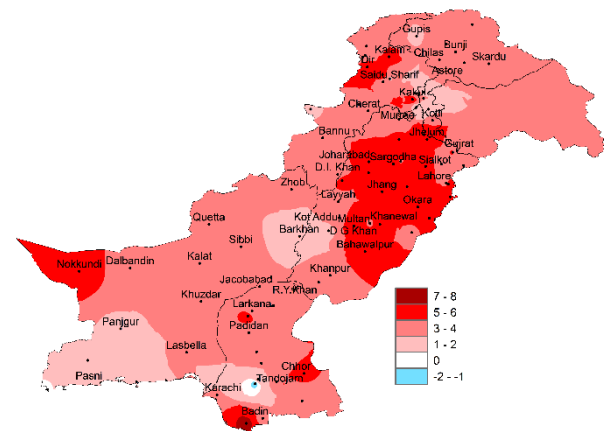 Gupis
Kalam
Chilas
Bunji
Dir
Skardu
Astore
Saidu Sharif
Kakul
Cherat
Murree
Kotli
Bannu
Jhelum
Gujrat
Joharabad
Sargodha
Sialkot
D.I. Khan
Lahore
Zhob
Jhang
Layyah
Okara
Quetta
Kot Addu
Multan
Khanewal
Barkhan
D G Khan
Sibbi
Bahawalpur
Nokkundi
Dalbandin
Kalat
Khanpur
Jacobabad
R.Y.Khan
Khuzdar
Larkana
Panjgur
Padidan
Lasbella
Chhor
Pasni
Tandojam
Karachi
Badin
7 - 8
5 - 6
3 - 4
1 - 2
0
-2 - -1